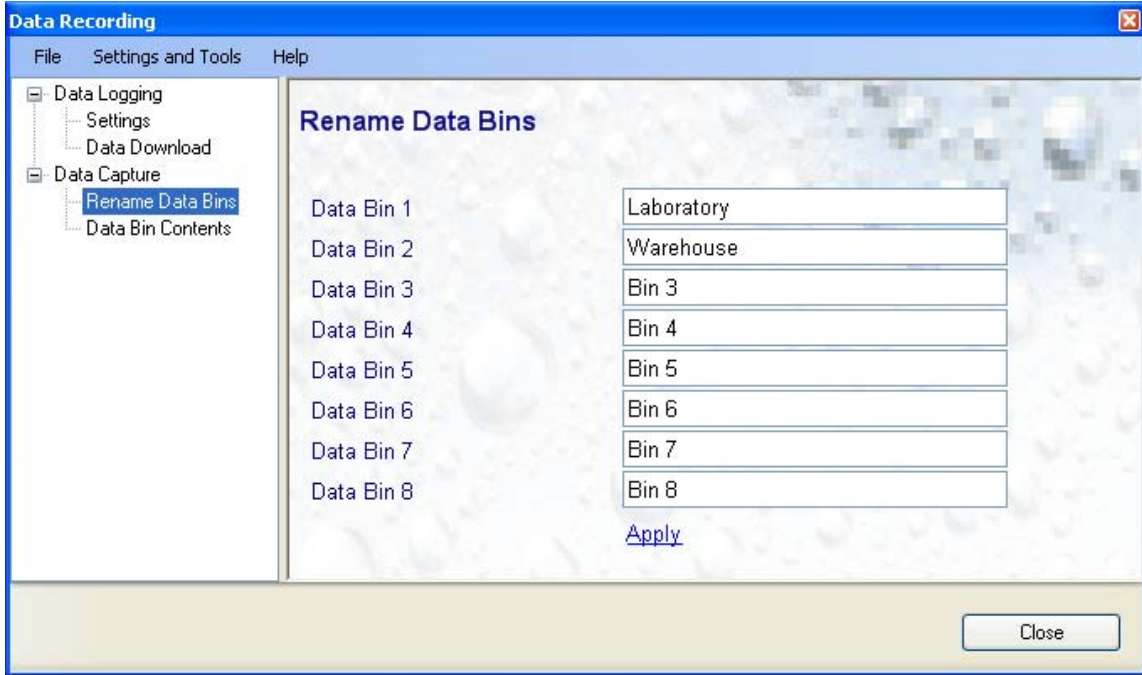 Data Recording
File Settings and Tools Help
Data Logging
Settings
Data Download
Data Capture
Rename Data Bins
Data Bin Contents
Rename Data Bins
Data Bin 1 Laboratory
Data Bin 2 Warehouse
Data Bin 3 Bin 3
Data Bin 4 Bin 4
Data Bin 5 Bin 5
Data Bin 6 Bin 6
Data Bin 7 Bin 7
Data Bin 8 Bin 8
Apply
Close